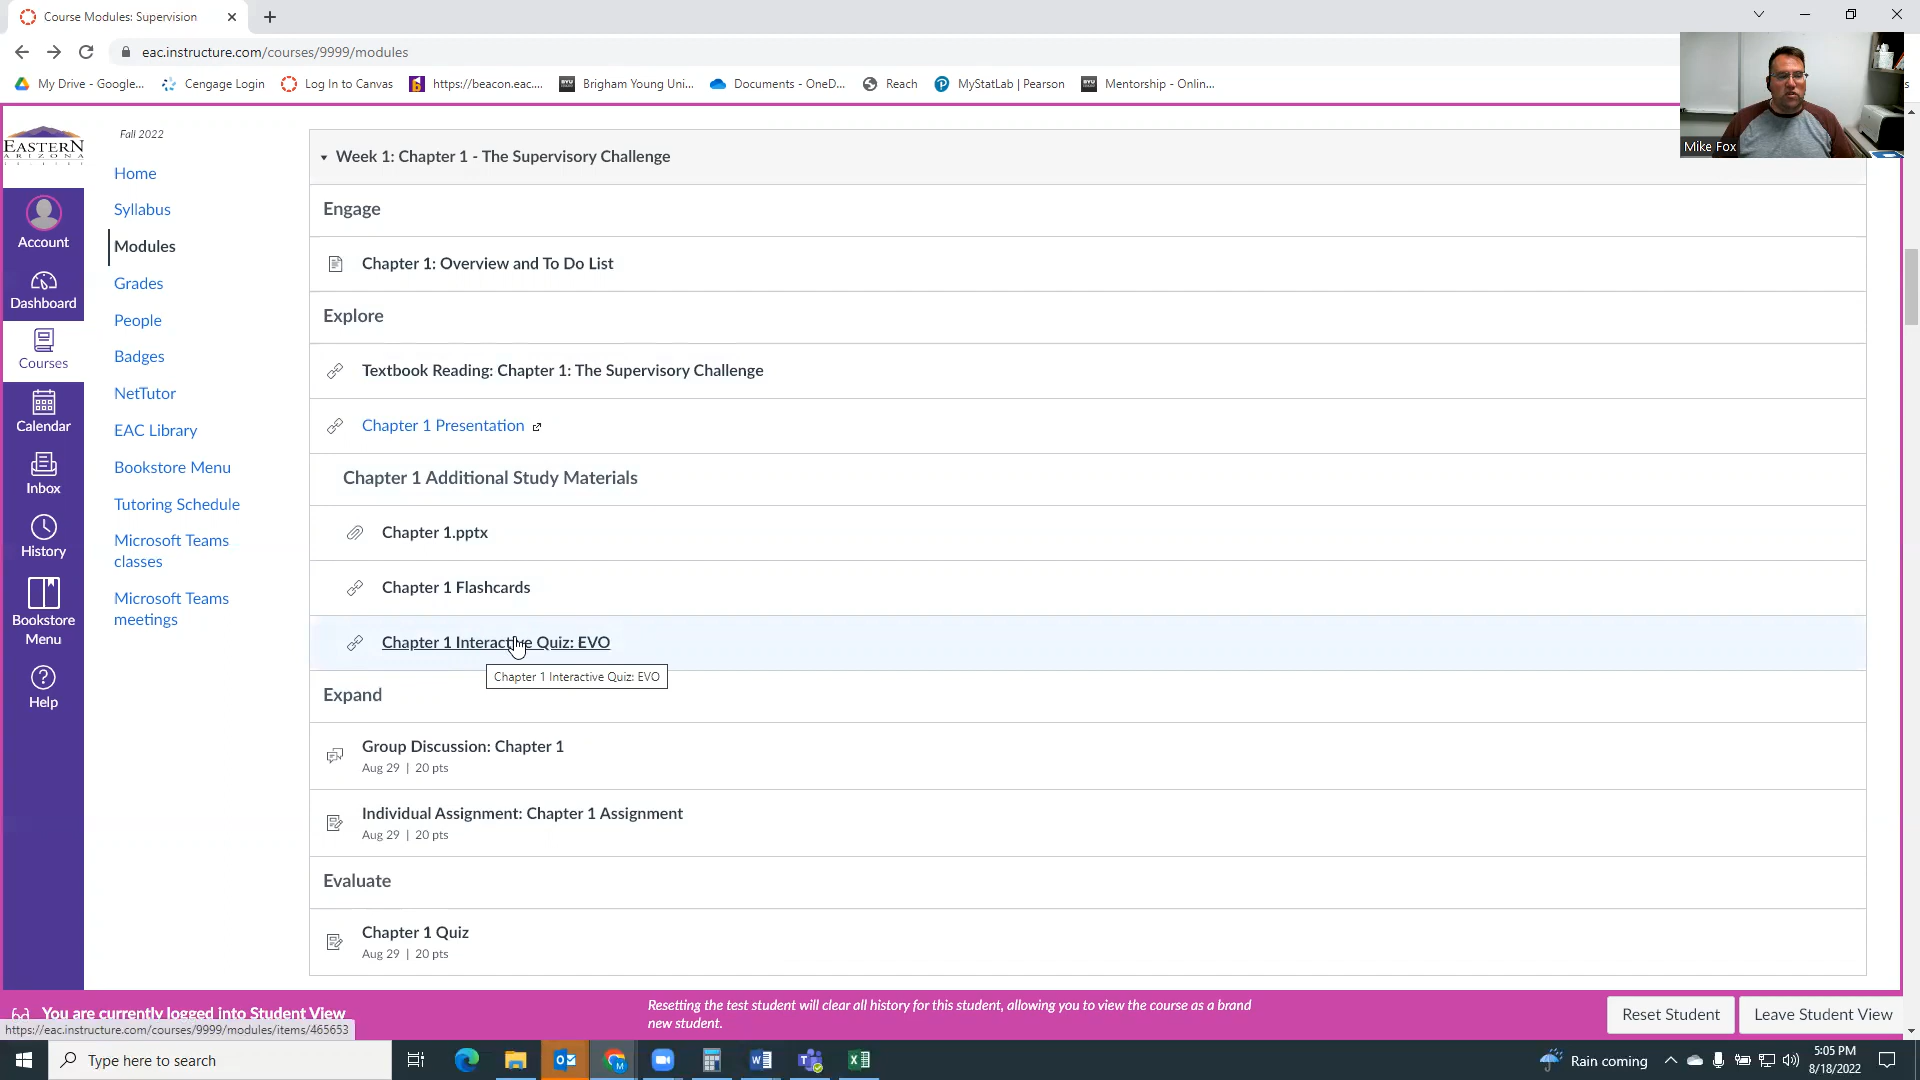 Course Modules: Supervision
eac.instructure.com/courses/9999/modules
My Drive - Google...
Cengage Login
Log In to Canvas
https://beacon.eac....
Brigham Young Uni...
Documents - OneD...
Reach
MyStatLab | Pearson
Mentorship - Onlin...
Mike Fox
EASTERN
ARIZONA
Account
Dashboard
Courses
Calendar
Inbox
History
Bookstore
Menu
Help
Fall 2022
Home
Syllabus
Modules
Grades
People
Badges
NetTutor
EAC Library
Bookstore Menu
Tutoring Schedule
Microsoft Teams
classes
Microsoft Teams
meetings
Week 1: Chapter 1 - The Supervisory Challenge
Engage
Chapter 1: Overview and To Do List
Explore
Textbook Reading: Chapter 1: The Supervisory Challenge
Chapter 1 Presentation
Chapter 1 Additional Study Materials
Chapter 1.pptx
Chapter 1 Flashcards
Chapter 1 Interactive Quiz: EVO
Chapter 1 Interactive Quiz: EVO
Expand
Group Discussion: Chapter 1
Aug 29 | 20 pts
Individual Assignment: Chapter 1 Assignment
Aug 29 | 20 pts
Evaluate
Chapter 1 Quiz
Aug 29 | 20 pts
You are currently logged into Student View
Resetting the test student will clear all history for this student, allowing you to view the course as a brand
new student.
Reset Student
Leave Student View
https://eac.instructure.com/courses/9999/modules/items/465653
Type here to search
Rain coming
5:05 PM
8/18/2022